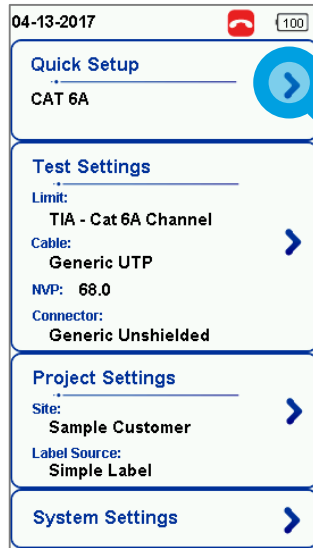 04-13-2017
100
Quick Setup
CAT 6A
Test Settings
Limit:
TIA - Cat 6A Channel
Cable:
Generic UTP
NVP: 68.0
Connector:
Generic Unshielded
Project Settings
Site:
Sample Customer
Label Source:
Simple Label
System Settings